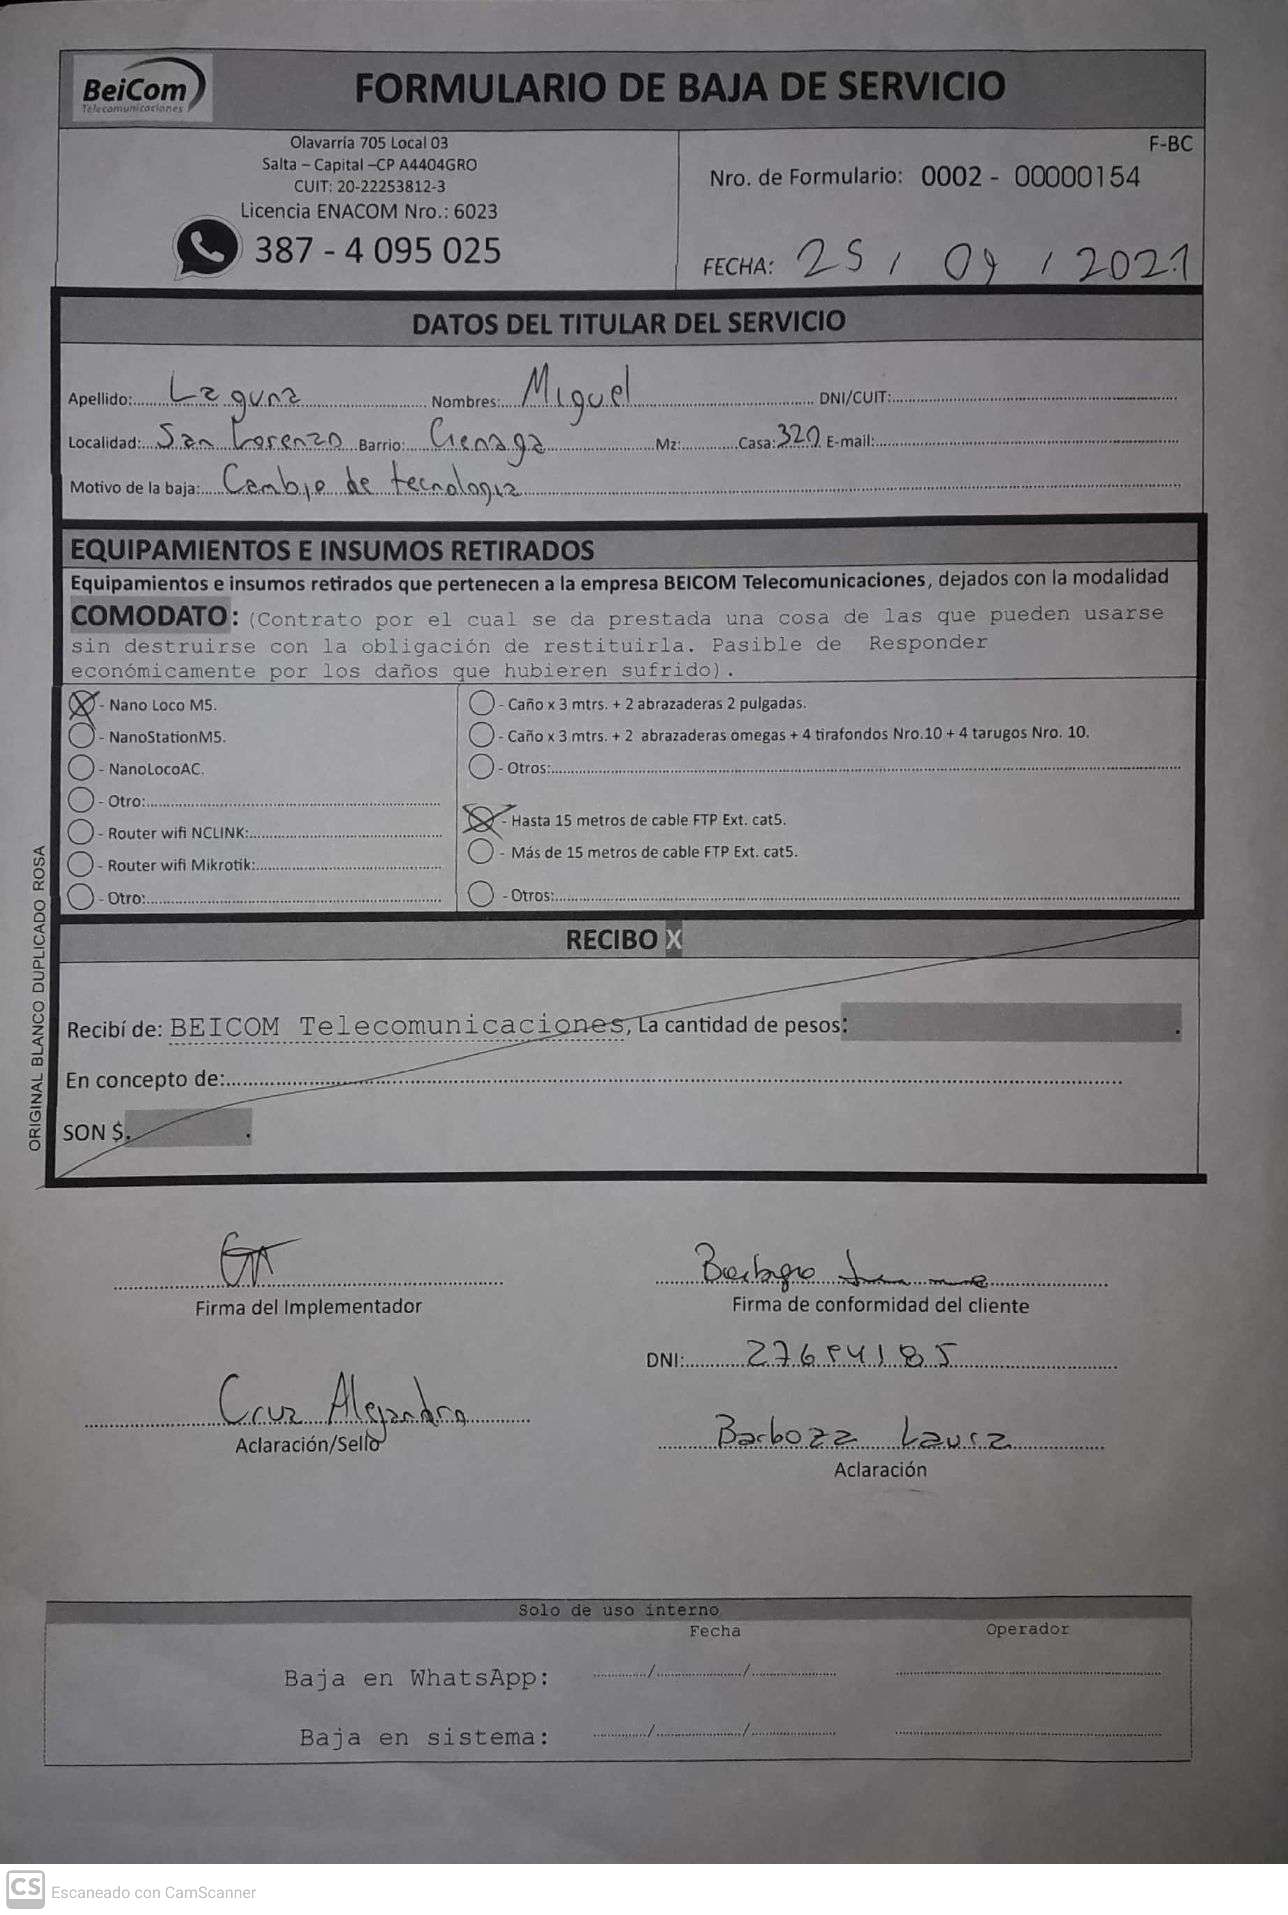 BeiCom
Telecomunicaciones
FORMULARIO DE BAJA DE SERVICIO
Olavarría 705 Local 03
Salta – Capital –CP A4404GRO
CUIT: 20-22253812-3
Licencia ENACOM Nro.: 6023
387 - 4 095 025
F-BC
Nro. de Formulario: 0002 - 00000154
FECHA: 25 / 09 / 2021
DATOS DEL TITULAR DEL SERVICIO
Apellido: Laguna Nombres: Miguel DNI/CUIT:
Localidad: San Lorenzo Barrio: Cienaga Mz: Casa: 320 E-mail:
Motivo de la baja: Cambio de tecnologia
EQUIPAMIENTOS E INSUMOS RETIRADOS
Equipamientos e insumos retirados que pertenecen a la empresa BEICOM Telecomunicaciones, dejados con la modalidad
COMODATO: (Contrato por el cual se da prestada una cosa de las que pueden usarse
sin destruirse con la obligación de restituirla. Pasible de Responder
económicamente por los daños que hubieren sufrido).
- Nano Loco M5.
- NanoStationM5.
- NanoLocoAC.
- Otro:
- Router wifi NCLINK:
- Router wifi Mikrotik:
- Otro:
- Caño x 3 mtrs. + 2 abrazaderas 2 pulgadas.
- Caño x 3 mtrs. + 2 abrazaderas omegas + 4 tirafondos Nro.10 + 4 tarugos Nro. 10.
- Otros:
- Hasta 15 metros de cable FTP Ext. cat5.
- Más de 15 metros de cable FTP Ext. cat5.
- Otros:
ORIGINAL BLANCO DUPLICADO ROSA
RECIBO X
Recibí de: BEICOM Telecomunicaciones, La cantidad de pesos:
En concepto de:
SON $.
Firma del Implementador
Firma de conformidad del cliente
DNI:
Cruz Alejandro
Aclaración/Sello
Barboza Laura
Aclaración
Solo de uso interno
Fecha Operador
Baja en WhatsApp: / /
Baja en sistema: / /
CS Escaneado con CamScanner